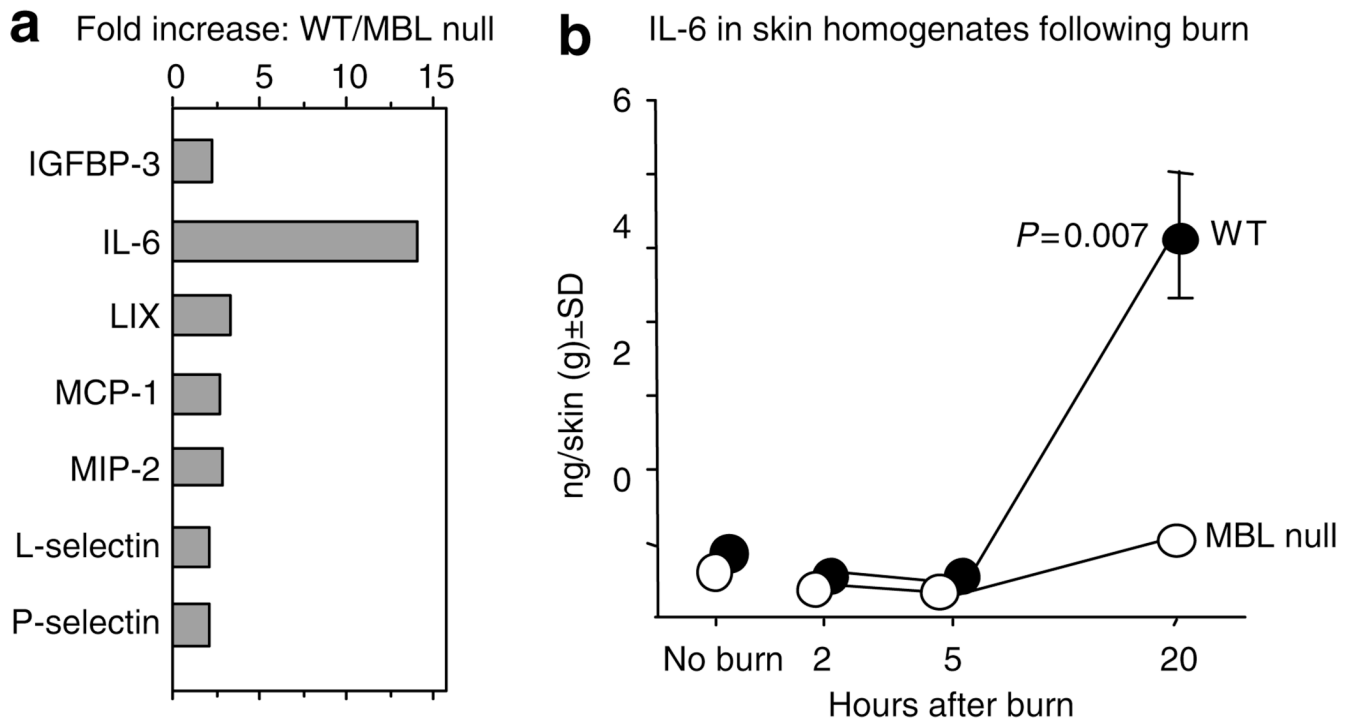 a
Fold increase: WT/MBL null
0 5 10 15
IGFBP-3
IL-6
LIX
MCP-1
MIP-2
L-selectin
P-selectin
b
IL-6 in skin homogenates following burn
ng/skin (g)±SD
6
4
2
0
P=0.007
WT
MBL null
No burn 2 5 20
Hours after burn